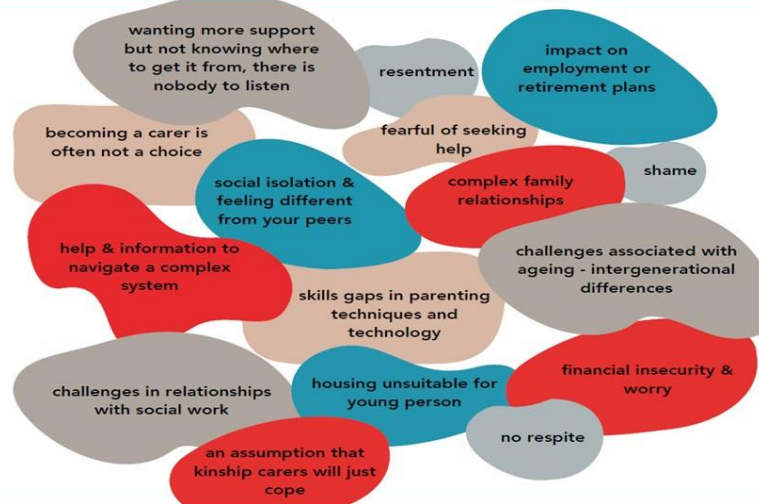 wanting more support
but not knowing where
to get it from, there is
nobody to listen
resentment
impact on
employment or
retirement plans
becoming a carer is
often not a choice
fearful of seeking
help
social isolation &
feeling different
from your peers
complex family
relationships
shame
help & information to
navigate a complex
system
challenges associated with
ageing - intergenerational
differences
skills gaps in parenting
techniques and
technology
challenges in relationships
with social work
housing unsuitable for
young person
financial insecurity &
worry
no respite
an assumption that
kinship carers will just
cope